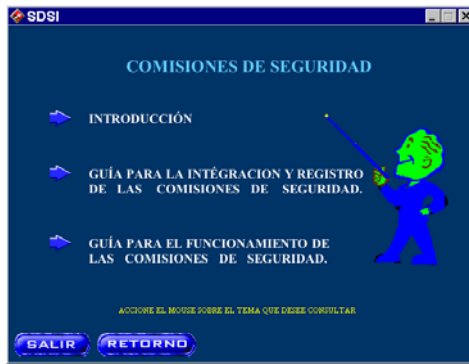 SDSI
COMISIONES DE SEGURIDAD
INTRODUCCIÓN
GUÍA PARA LA INTÉGRACION Y REGISTRO
DE LAS COMISIONES DE SEGURIDAD.
GUÍA PARA EL FUNCIONAMIENTO DE
LAS COMISIONES DE SEGURIDAD.
ACCIONE EL MOUSE SOBRE EL TEMA QUE DESEE CONSULTAR
SALIR RETORNO